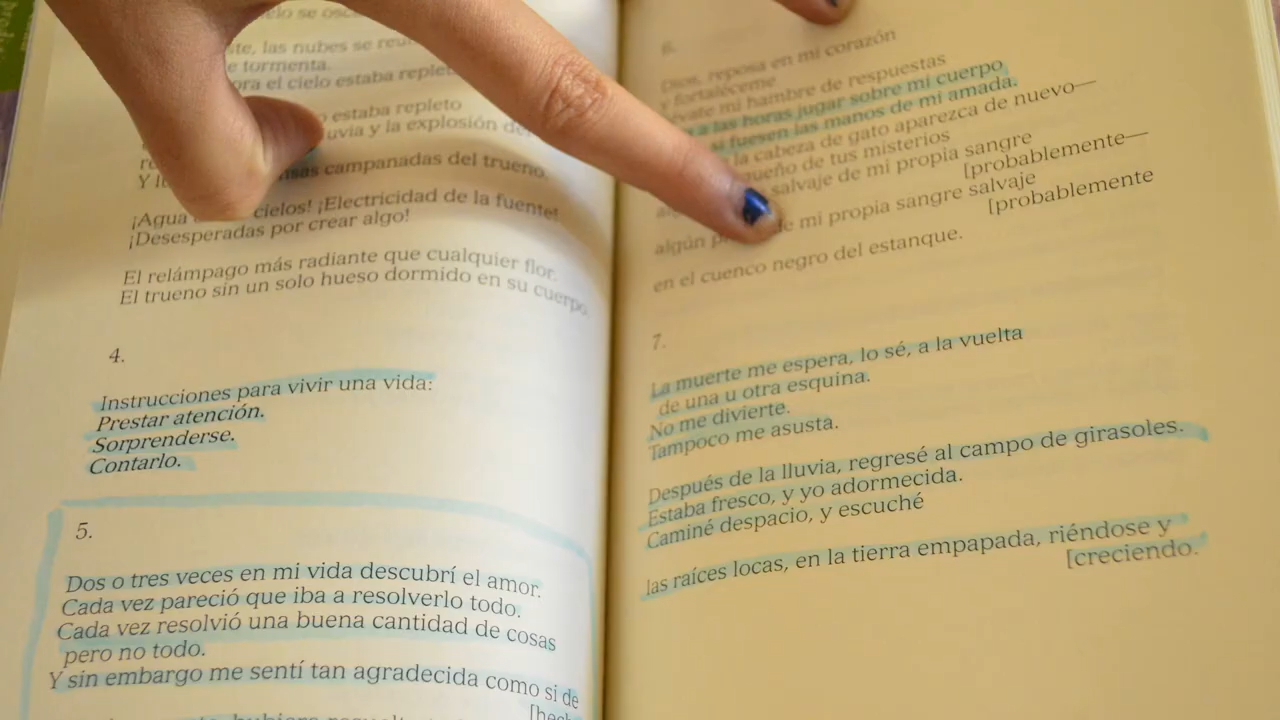 las nubes se
e tormenta.
ora el cielo estaba
estaba repleto
uvia y la explosión
campanadas del trueno.
¡Agua cielos! ¡Electricidad de la fuente!
¡Desesperadas por crear algo!
El relámpago más radiante que cualquier flor.
El trueno sin un solo hueso dormido en su cuerpo.
4.
Instrucciones para vivir una vida:
Prestar atención.
Sorprenderse.
Contarlo.
5.
Dos o tres veces en mi vida descubrí el amor.
Cada vez pareció que iba a resolverlo todo.
Cada vez resolvió una buena cantidad de cosas
pero no todo.
Y sin embargo me sentí tan agradecida como si de
6.
Dios, reposa en mi corazón
y fortaléceme
mi hambre de respuestas
a las horas jugar sobre mi cuerpo
si fuesen las manos de mi amada.
la cabeza de gato aparezca de nuevo—
de tus misterios
salvaje de mi propia sangre
[probablemente—
algún de mi propia sangre salvaje
[probablemente
en el cuenco negro del estanque.
7.
La muerte me espera, lo sé, a la vuelta
de una u otra esquina.
No me divierte.
Tampoco me asusta.
Después de la lluvia, regresé al campo de girasoles.
Estaba fresco, y yo adormecida.
Caminé despacio, y escuché
las raíces locas, en la tierra empapada, riéndose y
[creciendo.